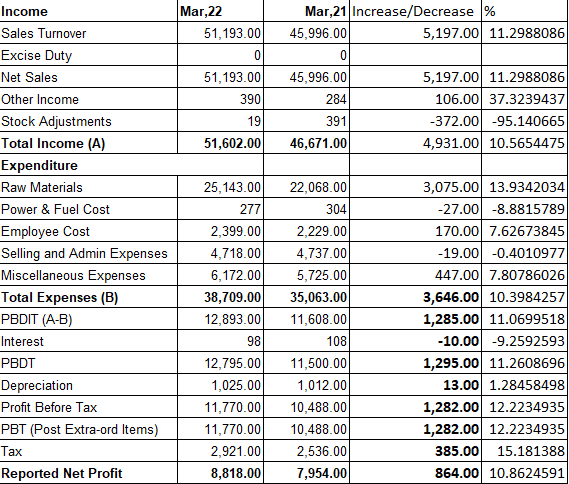 Income Mar,22 Mar,21 Increase/Decrease %
Sales Turnover 51,193.00 45,996.00 5,197.00 11.2988086
Excise Duty 0 0
Net Sales 51,193.00 45,996.00 5,197.00 11.2988086
Other Income 390 284 106.00 37.3239437
Stock Adjustments 19 391 -372.00 -95.140665
Total Income (A) 51,602.00 46,671.00 4,931.00 10.5654475
Expenditure
Raw Materials 25,143.00 22,068.00 3,075.00 13.9342034
Power & Fuel Cost 277 304 -27.00 -8.8815789
Employee Cost 2,399.00 2,229.00 170.00 7.62673845
Selling and Admin Expenses 4,718.00 4,737.00 -19.00 -0.4010977
Miscellaneous Expenses 6,172.00 5,725.00 447.00 7.80786026
Total Expenses (B) 38,709.00 35,063.00 3,646.00 10.3984257
PBDIT (A-B) 12,893.00 11,608.00 1,285.00 11.0699518
Interest 98 108 -10.00 -9.2592593
PBDT 12,795.00 11,500.00 1,295.00 11.2608696
Depreciation 1,025.00 1,012.00 13.00 1.28458498
Profit Before Tax 11,770.00 10,488.00 1,282.00 12.2234935
PBT (Post Extra-ord Items) 11,770.00 10,488.00 1,282.00 12.2234935
Tax 2,921.00 2,536.00 385.00 15.181388
Reported Net Profit 8,818.00 7,954.00 864.00 10.8624591